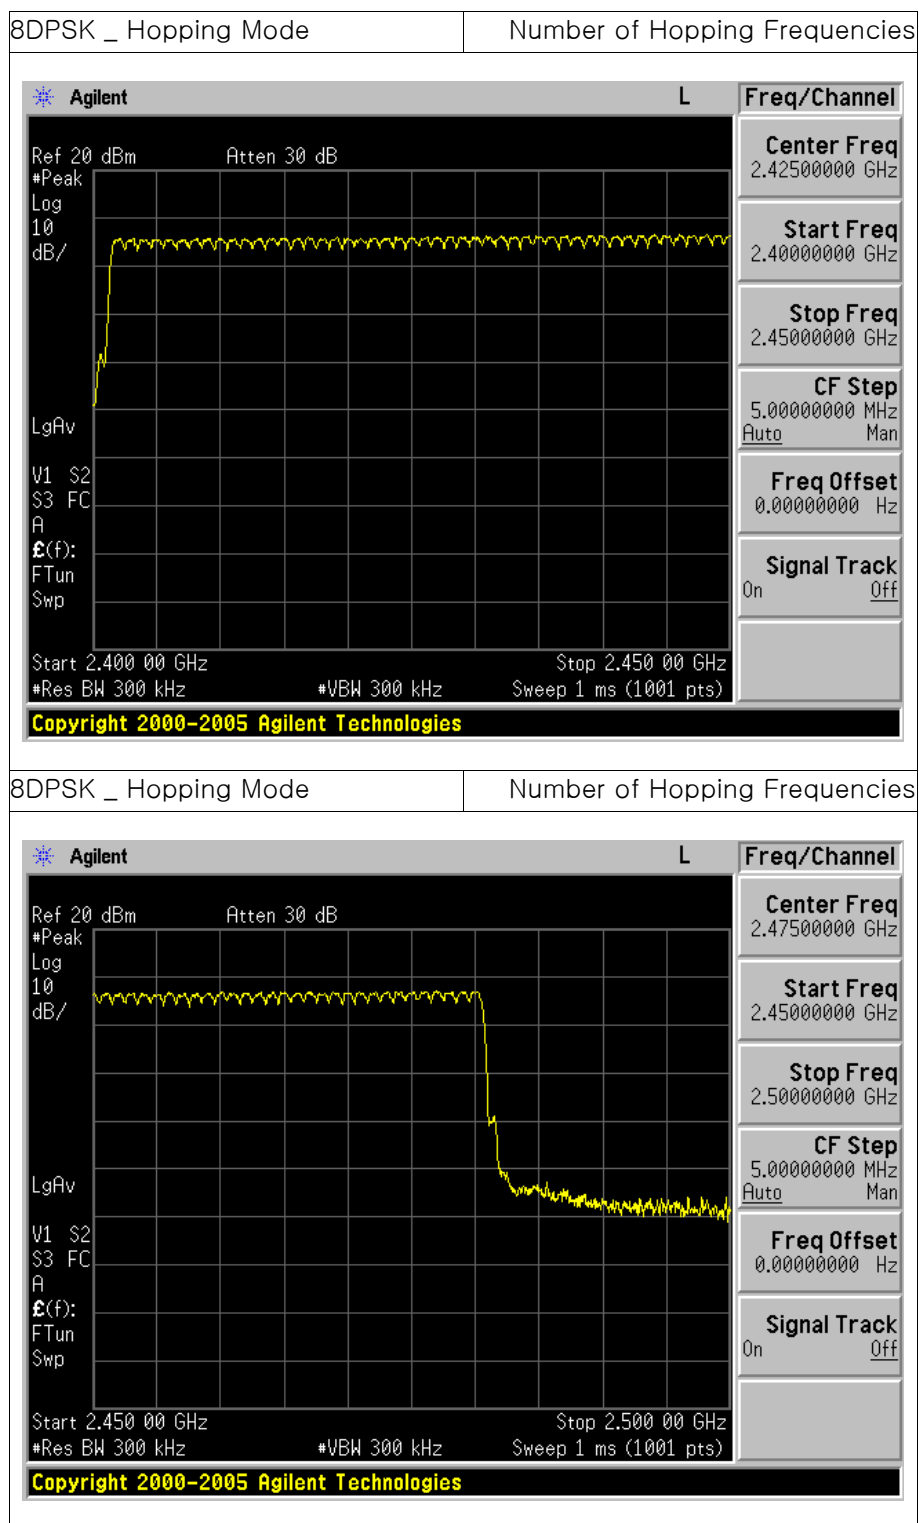 8DPSK _ Hopping Mode Number of Hopping Frequencies
Agilent L Freq/Channel
Ref 20 dBm Atten 30 dB
#Peak
Log
10
dB/
LgAv
V1 S2
S3 FC
A
£(f):
FTun
Swp
Start 2.400 00 GHz Stop 2.450 00 GHz
#Res BW 300 kHz #VBW 300 kHz Sweep 1 ms (1001 pts)
Center Freq
2.42500000 GHz
Start Freq
2.40000000 GHz
Stop Freq
2.45000000 GHz
CF Step
5.00000000 MHz
Auto Man
Freq Offset
0.00000000 Hz
Signal Track
On Off
Copyright 2000-2005 Agilent Technologies
8DPSK _ Hopping Mode Number of Hopping Frequencies
Agilent L Freq/Channel
Ref 20 dBm Atten 30 dB
#Peak
Log
10
dB/
LgAv
V1 S2
S3 FC
A
£(f):
FTun
Swp
Start 2.450 00 GHz Stop 2.500 00 GHz
#Res BW 300 kHz #VBW 300 kHz Sweep 1 ms (1001 pts)
Center Freq
2.47500000 GHz
Start Freq
2.45000000 GHz
Stop Freq
2.50000000 GHz
CF Step
5.00000000 MHz
Auto Man
Freq Offset
0.00000000 Hz
Signal Track
On Off
Copyright 2000-2005 Agilent Technologies